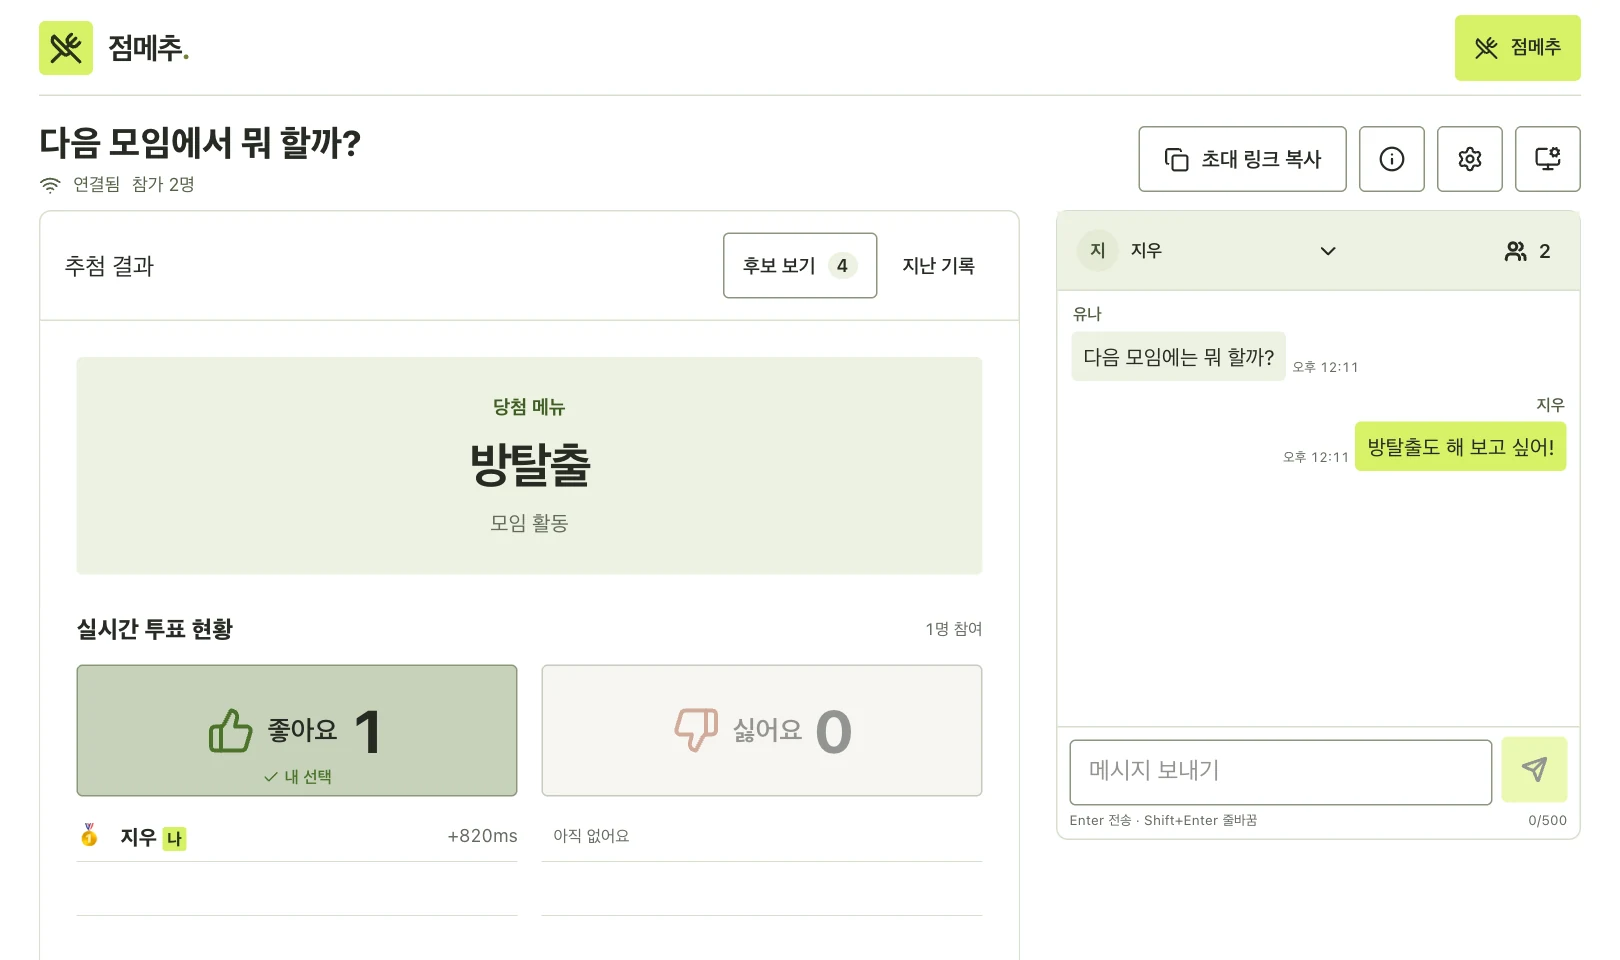 점메추.
점메추
다음 모임에서 뭐 할까?
연결됨 참가 2명
초대 링크 복사
추첨 결과
후보 보기 4
지난 기록
당첨 메뉴
방탈출
모임 활동
실시간 투표 현황
1명 참여
좋아요 1
내 선택
싫어요 0
1 지우 나 +820ms
아직 없어요
지 지우 2
유나
다음 모임에는 뭐 할까? 오후 12:11
지우
오후 12:11 방탈출도 해 보고 싶어!
메시지 보내기
Enter 전송 · Shift+Enter 줄바꿈 0/500